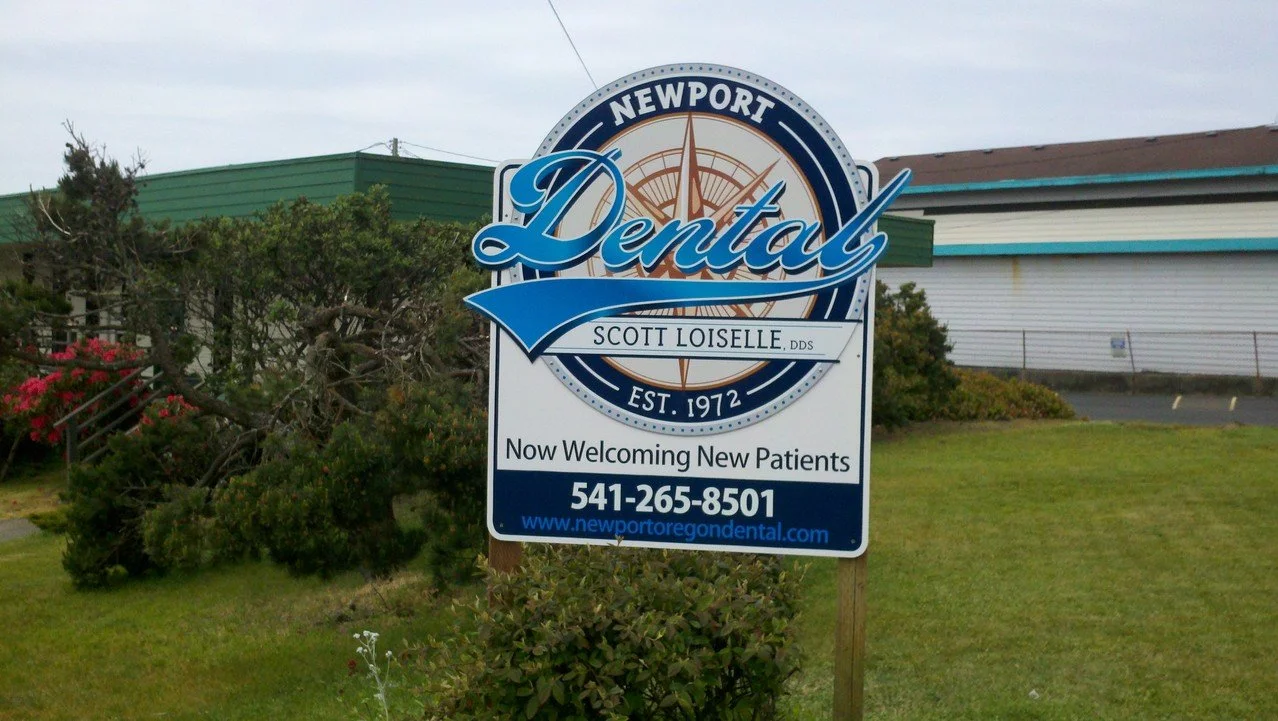 NEWPORT
Dental
SCOTT LOISELLE, DDS
EST. 1972
Now Welcoming New Patients
541-265-8501
www.newportoregondental.com